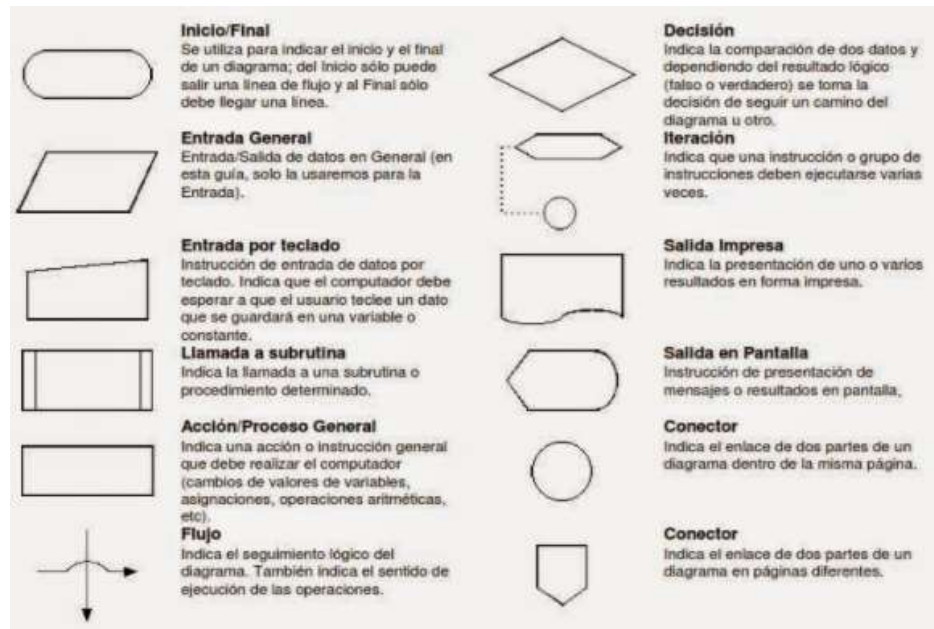 Inicio/Final
Se utiliza para indicar el inicio y el final
de un diagrama; del Inicio sólo puede
salir una línea de flujo y al Final sólo
debe llegar una línea.
Entrada General
Entrada/Salida de datos en General (en
esta guía, solo la usaremos para la
Entrada).
Entrada por teclado
Instrucción de entrada de datos por
teclado. Indica que el computador debe
esperar a que el usuario teclee un dato
que se guardará en una variable o
constante.
Llamada a subrutina
Indica la llamada a una subrutina o
procedimiento determinado.
Acción/Proceso General
Indica una acción o instrucción general
que debe realizar el computador
(cambios de valores de variables,
asignaciones, operaciones aritméticas,
etc).
Flujo
Indica el seguimiento lógico del
diagrama. También indica el sentido de
ejecución de las operaciones.
Decisión
Indica la comparación de dos datos y
dependiendo del resultado lógico
(falso o verdadero) se toma la
decisión de seguir un camino del
diagrama u otro.
Iteración
Indica que una instrucción o grupo de
instrucciones deben ejecutarse varias
veces.
Salida Impresa
Indica la presentación de uno o varios
resultados en forma impresa.
Salida en Pantalla
Instrucción de presentación de
mensajes o resultados en pantalla,
Conector
Indica el enlace de dos partes de un
diagrama dentro de la misma página.
Conector
Indica el enlace de dos partes de un
diagrama en páginas diferentes.